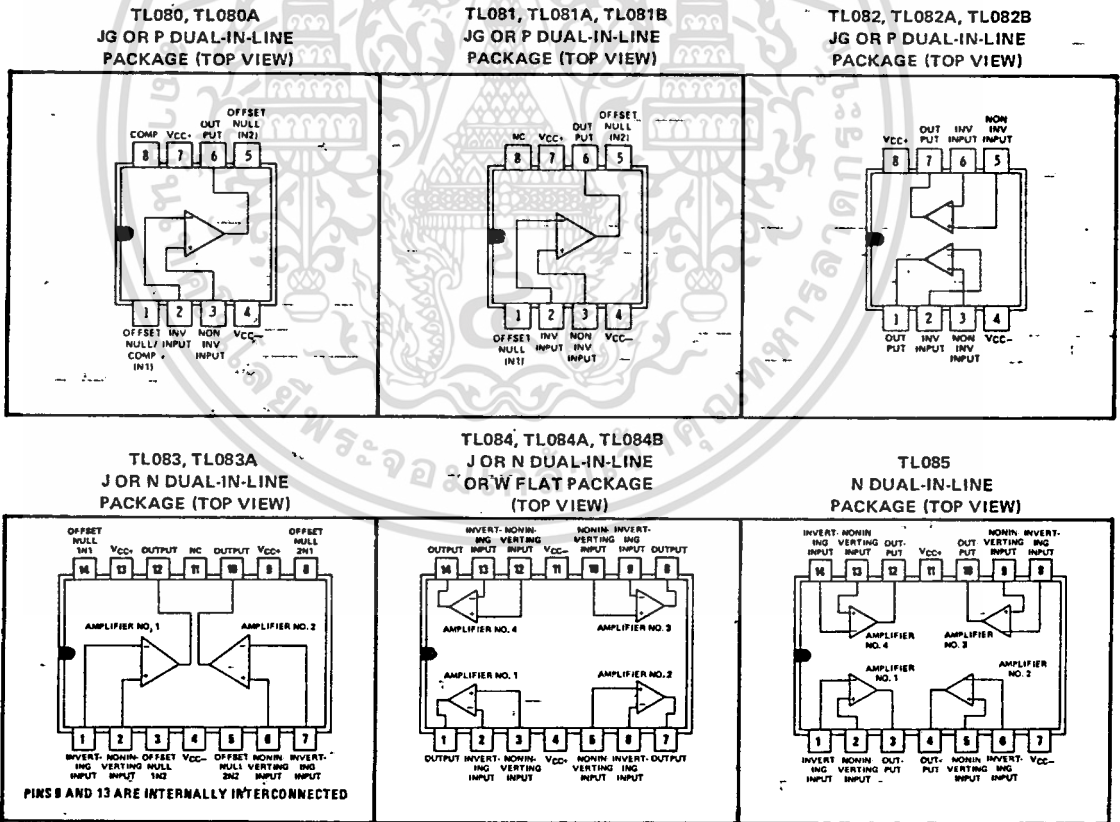 TL080, TL080A
JG OR P DUAL-IN-LINE
PACKAGE (TOP VIEW)
COMP VCC+ OUT PUT OFFSET NULL (N2)
8 7 6 5
1 2 3 4
OFFSET NULL/ COMP (N1) INV INPUT NON INV INPUT VCC-
TL081, TL081A, TL081B
JG OR P DUAL-IN-LINE
PACKAGE (TOP VIEW)
NC VCC+ OUT PUT OFFSET NULL (N2)
8 7 6 5
1 2 3 4
OFFSET NULL (N1) INV INPUT NON INV INPUT VCC-
TL082, TL082A, TL082B
JG OR P DUAL-IN-LINE
PACKAGE (TOP VIEW)
VCC+ OUT PUT INV INPUT NON INV INPUT
8 7 6 5
1 2 3 4
OUT PUT INV INPUT NON INV INPUT VCC-
TL083, TL083A
J OR N DUAL-IN-LINE
PACKAGE (TOP VIEW)
OFFSET NULL 1N1 VCC+ OUTPUT NC OUTPUT VCC+ OFFSET NULL 2N1
14 13 12 11 10 9 8
AMPLIFIER NO. 1 AMPLIFIER NO. 2
1 2 3 4 5 6 7
INVERT- ING INPUT NONIN- VERTING INPUT OFFSET NULL 1N2 VCC- OFFSET NULL 2N2 NONIN VERTING INPUT INVERT- ING INPUT
PINS 9 AND 13 ARE INTERNALLY INTERCONNECTED
TL084, TL084A, TL084B
J OR N DUAL-IN-LINE
OR W FLAT PACKAGE
(TOP VIEW)
OUTPUT INVERT- ING INPUT NONIN- VERTING INPUT VCC- NONIN- VERTING INPUT INVERT- ING INPUT OUTPUT
14 13 12 11 10 9 8
AMPLIFIER NO. 4 AMPLIFIER NO. 3
AMPLIFIER NO. 1 AMPLIFIER NO. 2
1 2 3 4 5 6 7
OUTPUT INVERT- ING INPUT NONIN- VERTING INPUT VCC+ NONIN- VERTING INPUT INVERT- ING INPUT OUTPUT
TL085
N DUAL-IN-LINE
PACKAGE (TOP VIEW)
INVERT- ING INPUT NONIN VERTING INPUT OUT- PUT VCC+ OUT PUT NONIN- VERTING INPUT INVERT- ING INPUT
14 13 12 11 10 9 8
AMPLIFIER NO. 4 AMPLIFIER NO. 3
AMPLIFIER NO. 1 AMPLIFIER NO. 2
1 2 3 4 5 6 7
INVERT ING INPUT NONIN VERTING INPUT OUT- PUT OUT- PUT NONIN VERTING INPUT INVERT- ING INPUT VCC-